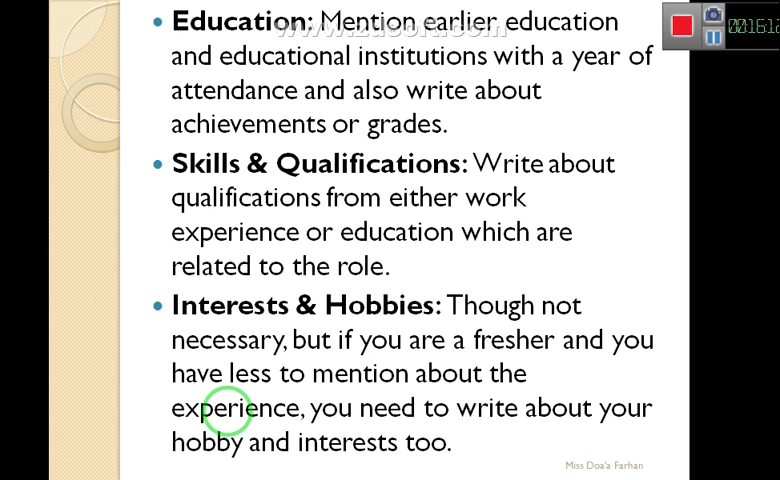 • Education: Mention earlier education
www.zdsoft.com
and educational institutions with a year of
attendance and also write about
achievements or grades.
• Skills & Qualifications: Write about
qualifications from either work
experience or education which are
related to the role.
• Interests & Hobbies: Though not
necessary, but if you are a fresher and you
have less to mention about the
experience, you need to write about your
hobby and interests too.
Miss Doa'a Farhan